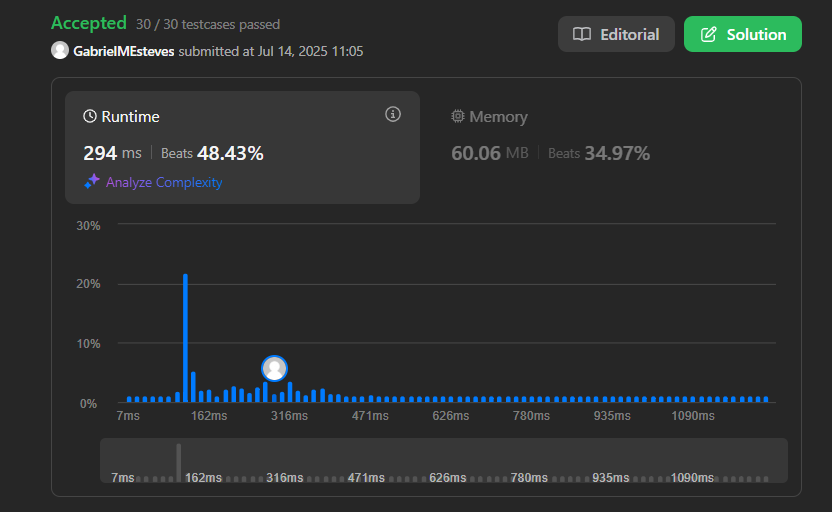 Accepted 30 / 30 testcases passed
GabrielMEsteves submitted at Jul 14, 2025 11:05
Editorial
Solution
Runtime
294 ms | Beats 48.43%
Analyze Complexity
Memory
60.06 MB | Beats 34.97%
30%
20%
10%
0%
7ms 162ms 316ms 471ms 626ms 780ms 935ms 1090ms
7ms 162ms 316ms 471ms 626ms 780ms 935ms 1090ms